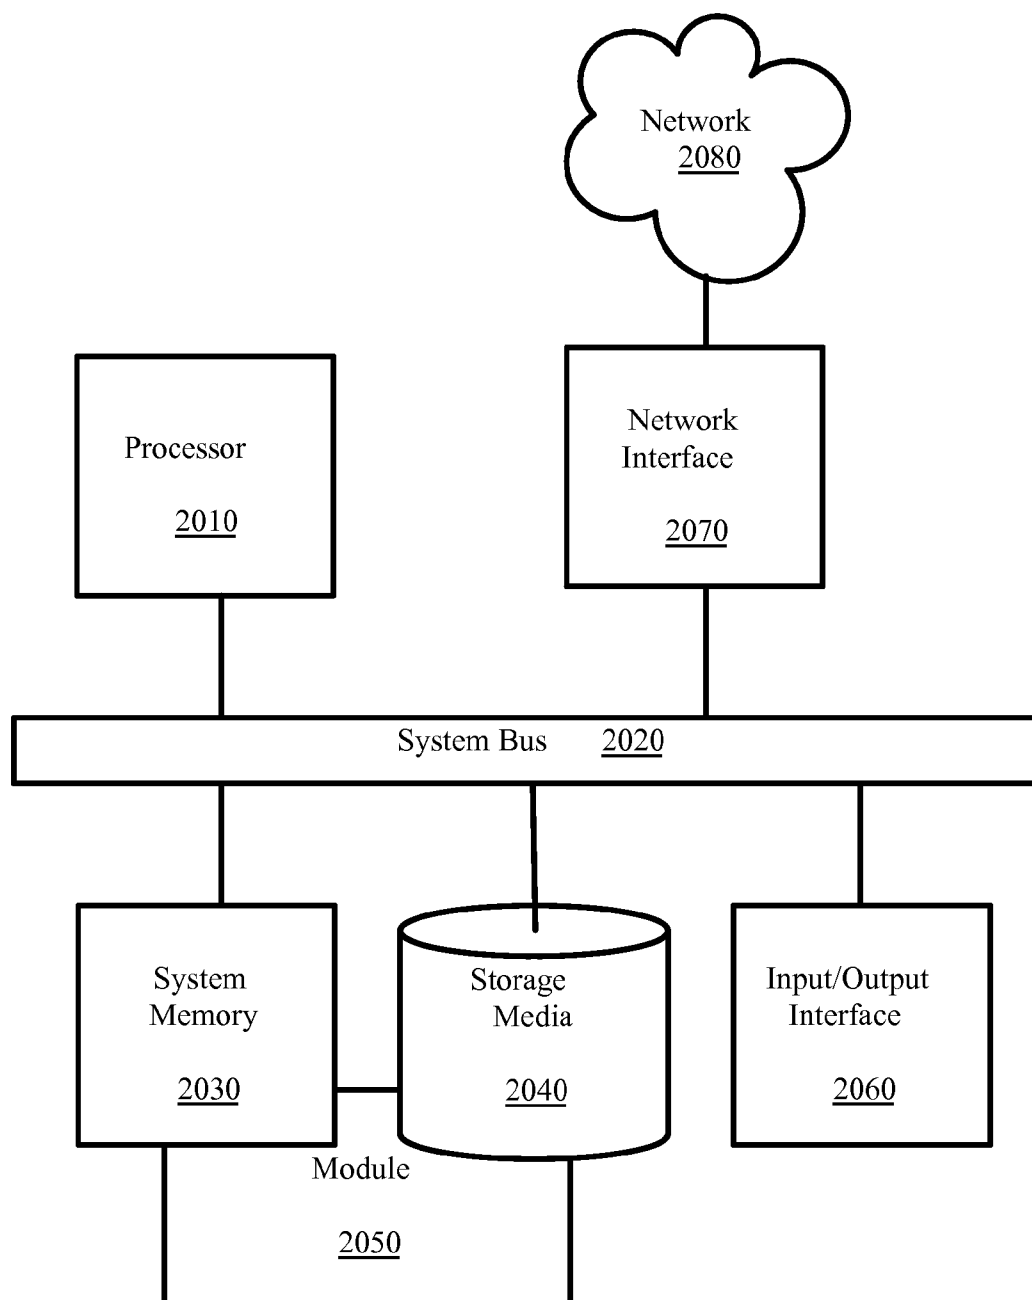 Network
2080
Network
Interface
2070
Processor
2010
System Bus 2020
System
Memory
2030
Storage
Media
2040
Input/Output
Interface
2060
Module
2050